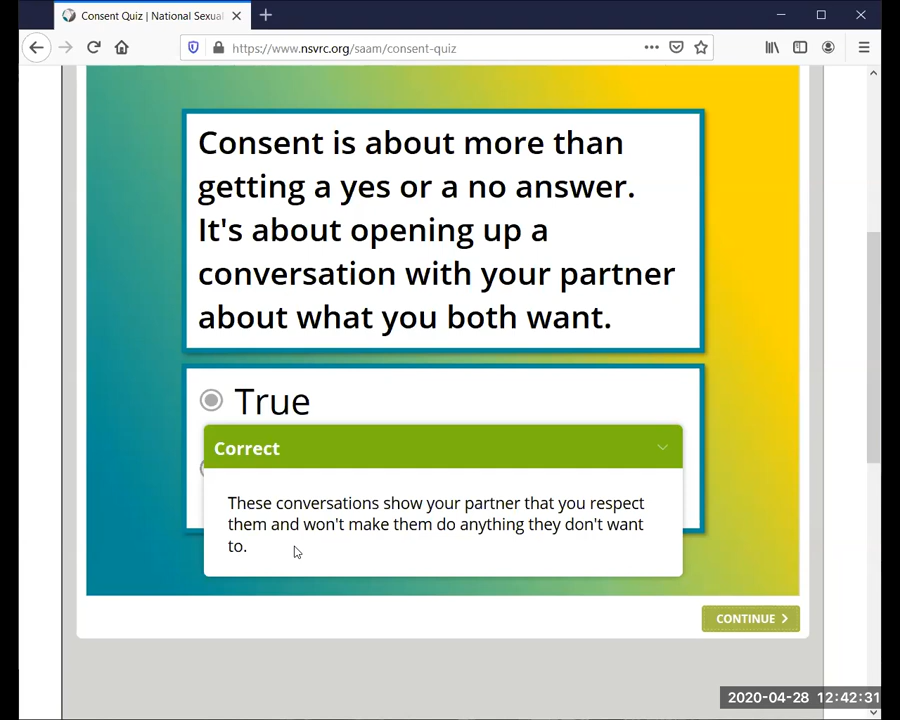 Consent Quiz | National Sexual
https://www.nsvrc.org/saam/consent-quiz
Consent is about more than
getting a yes or a no answer.
It's about opening up a
conversation with your partner
about what you both want.
True
Correct
These conversations show your partner that you respect
them and won't make them do anything they don't want
to.
CONTINUE
2020-04-28 12:42:31